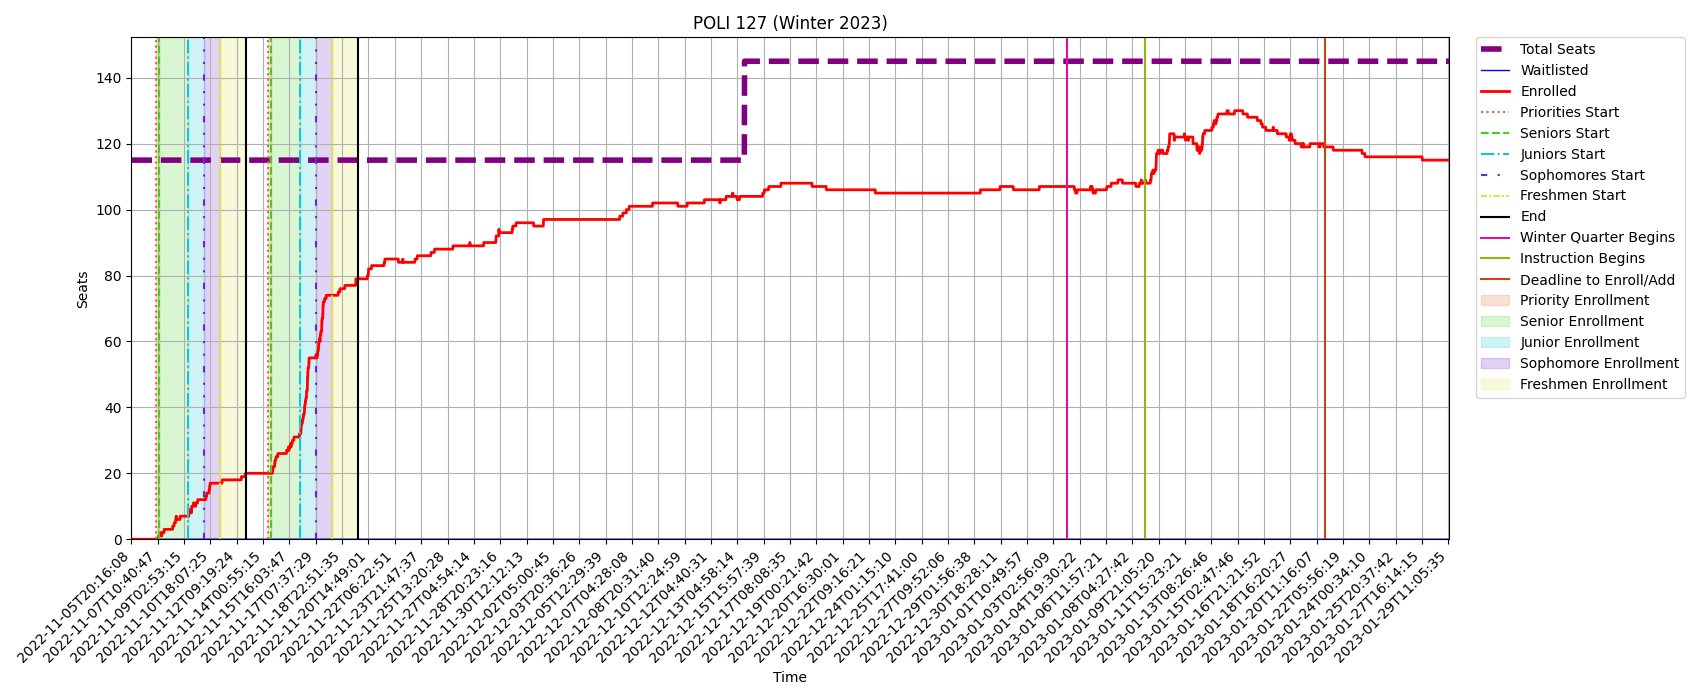 POLI 127 (Winter 2023)
Seats
140
120
100
80
60
40
20
0
2022-11-05T20:16:08
2022-11-07T10:40:47
2022-11-09T02:53:15
2022-11-10T18:07:25
2022-11-12T09:19:24
2022-11-14T00:55:15
2022-11-15T16:03:47
2022-11-17T07:37:29
2022-11-18T22:51:35
2022-11-20T14:49:01
2022-11-22T06:22:51
2022-11-23T21:47:37
2022-11-25T13:20:28
2022-11-27T04:54:14
2022-11-28T20:23:16
2022-11-30T12:12:13
2022-12-02T05:00:45
2022-12-03T20:36:26
2022-12-05T12:29:39
2022-12-07T04:28:08
2022-12-08T20:31:40
2022-12-10T12:24:59
2022-12-12T04:40:31
2022-12-13T04:58:14
2022-12-15T15:57:39
2022-12-17T08:08:35
2022-12-19T00:21:42
2022-12-20T16:30:01
2022-12-22T09:16:21
2022-12-24T01:15:10
2022-12-25T17:41:00
2022-12-27T09:52:06
2022-12-29T01:56:38
2022-12-30T18:28:11
2023-01-01T10:49:57
2023-01-03T02:56:09
2023-01-04T19:30:22
2023-01-06T11:57:21
2023-01-08T04:27:42
2023-01-09T21:05:20
2023-01-11T15:23:21
2023-01-13T08:26:46
2023-01-15T02:47:46
2023-01-16T21:21:52
2023-01-18T16:20:27
2023-01-20T11:16:07
2023-01-22T05:56:19
2023-01-24T00:34:10
2023-01-25T20:37:42
2023-01-27T16:14:15
2023-01-29T11:05:35
Time
Total Seats
Waitlisted
Enrolled
Priorities Start
Seniors Start
Juniors Start
Sophomores Start
Freshmen Start
End
Winter Quarter Begins
Instruction Begins
Deadline to Enroll/Add
Priority Enrollment
Senior Enrollment
Junior Enrollment
Sophomore Enrollment
Freshmen Enrollment